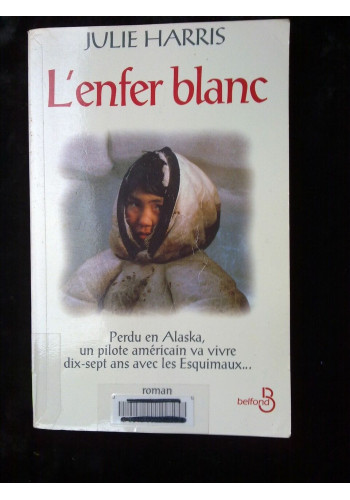 JULIE HARRIS
L'enfer blanc
Perdu en Alaska,
un pilote américain va vivre
dix-sept ans avec les Esquimaux...
roman
belfond